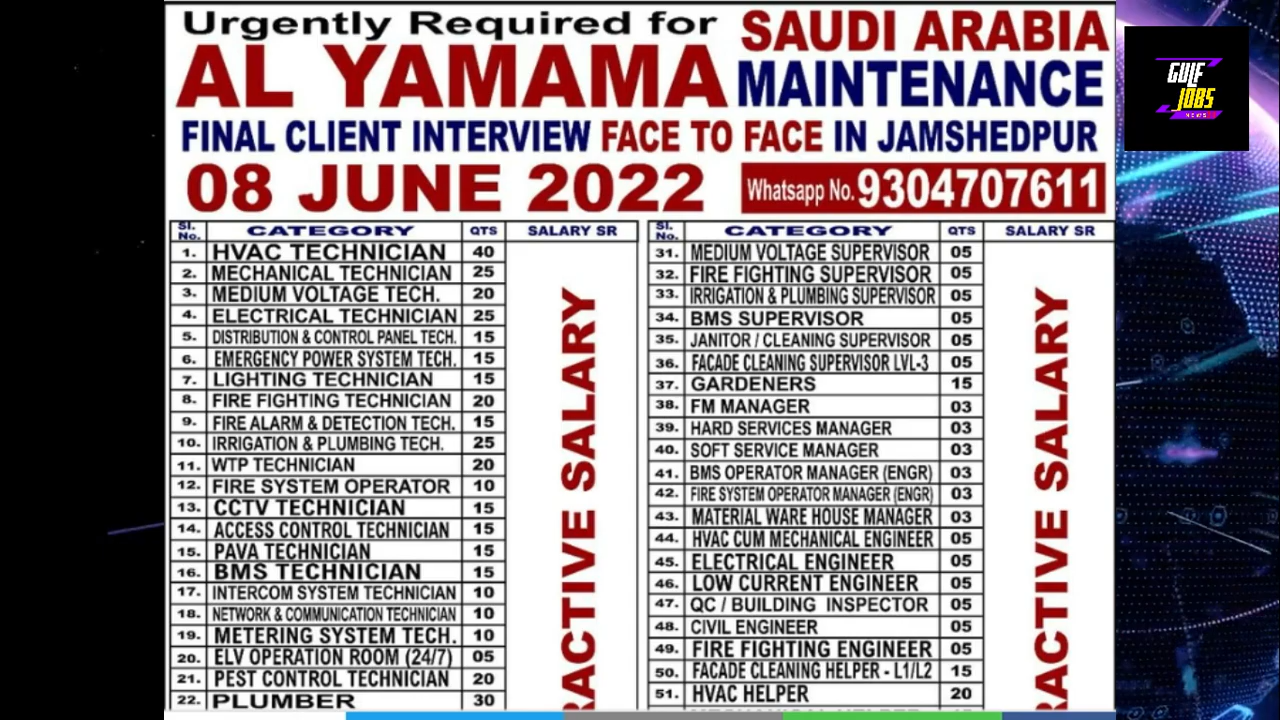 Urgently Required for
AL YAMAMA
SAUDI ARABIA
MAINTENANCE
FINAL CLIENT INTERVIEW FACE TO FACE IN JAMSHEDPUR
08 JUNE 2022
Whatsapp No. 9304707611
GULF
JOBS
NEWS
Sl. No. CATEGORY QTS SALARY SR
1. HVAC TECHNICIAN 40
2. MECHANICAL TECHNICIAN 25
3. MEDIUM VOLTAGE TECH. 20
4. ELECTRICAL TECHNICIAN 25
5. DISTRIBUTION & CONTROL PANEL TECH. 15
6. EMERGENCY POWER SYSTEM TECH. 15
7. LIGHTING TECHNICIAN 15
8. FIRE FIGHTING TECHNICIAN 20
9. FIRE ALARM & DETECTION TECH. 15
10. IRRIGATION & PLUMBING TECH. 25
11. WTP TECHNICIAN 20
12. FIRE SYSTEM OPERATOR 10
13. CCTV TECHNICIAN 15
14. ACCESS CONTROL TECHNICIAN 15
15. PAVA TECHNICIAN 15
16. BMS TECHNICIAN 15
17. INTERCOM SYSTEM TECHNICIAN 10
18. NETWORK & COMMUNICATION TECHNICIAN 10
19. METERING SYSTEM TECH. 10
20. ELV OPERATION ROOM (24/7) 05
21. PEST CONTROL TECHNICIAN 20
22. PLUMBER 30
RACTIVE SALARY
Sl. No. CATEGORY QTS SALARY SR
31. MEDIUM VOLTAGE SUPERVISOR 05
32. FIRE FIGHTING SUPERVISOR 05
33. IRRIGATION & PLUMBING SUPERVISOR 05
34. BMS SUPERVISOR 05
35. JANITOR / CLEANING SUPERVISOR 05
36. FACADE CLEANING SUPERVISOR LVL-3 05
37. GARDENERS 15
38. FM MANAGER 03
39. HARD SERVICES MANAGER 03
40. SOFT SERVICE MANAGER 03
41. BMS OPERATOR MANAGER (ENGR) 03
42. FIRE SYSTEM OPERATOR MANAGER (ENGR) 03
43. MATERIAL WARE HOUSE MANAGER 03
44. HVAC CUM MECHANICAL ENGINEER 05
45. ELECTRICAL ENGINEER 05
46. LOW CURRENT ENGINEER 05
47. QC / BUILDING INSPECTOR 05
48. CIVIL ENGINEER 05
49. FIRE FIGHTING ENGINEER 05
50. FACADE CLEANING HELPER - L1/L2 15
51. HVAC HELPER 20
RACTIVE SALARY